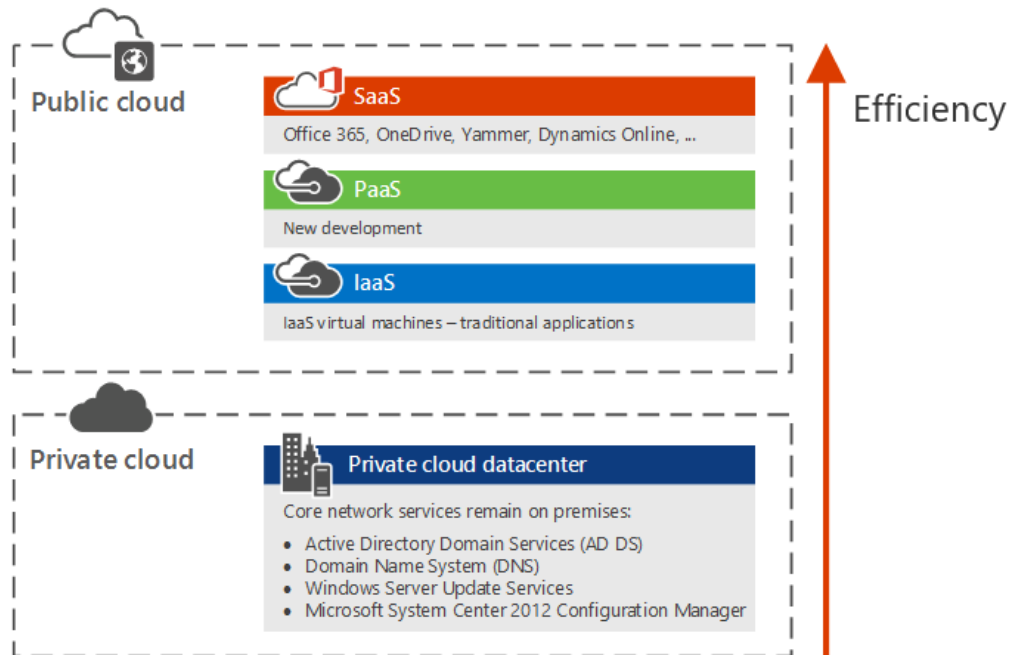 Public cloud
SaaS
Office 365, OneDrive, Yammer, Dynamics Online, ...
PaaS
New development
IaaS
IaaS virtual machines – traditional applications
Efficiency
Private cloud
Private cloud datacenter
Core network services remain on premises:
• Active Directory Domain Services (AD DS)
• Domain Name System (DNS)
• Windows Server Update Services
• Microsoft System Center 2012 Configuration Manager